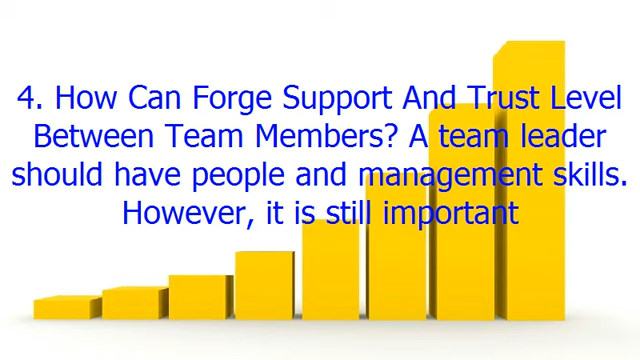 4. How Can Forge Support And Trust Level
Between Team Members? A team leader
should have people and management skills.
However, it is still important